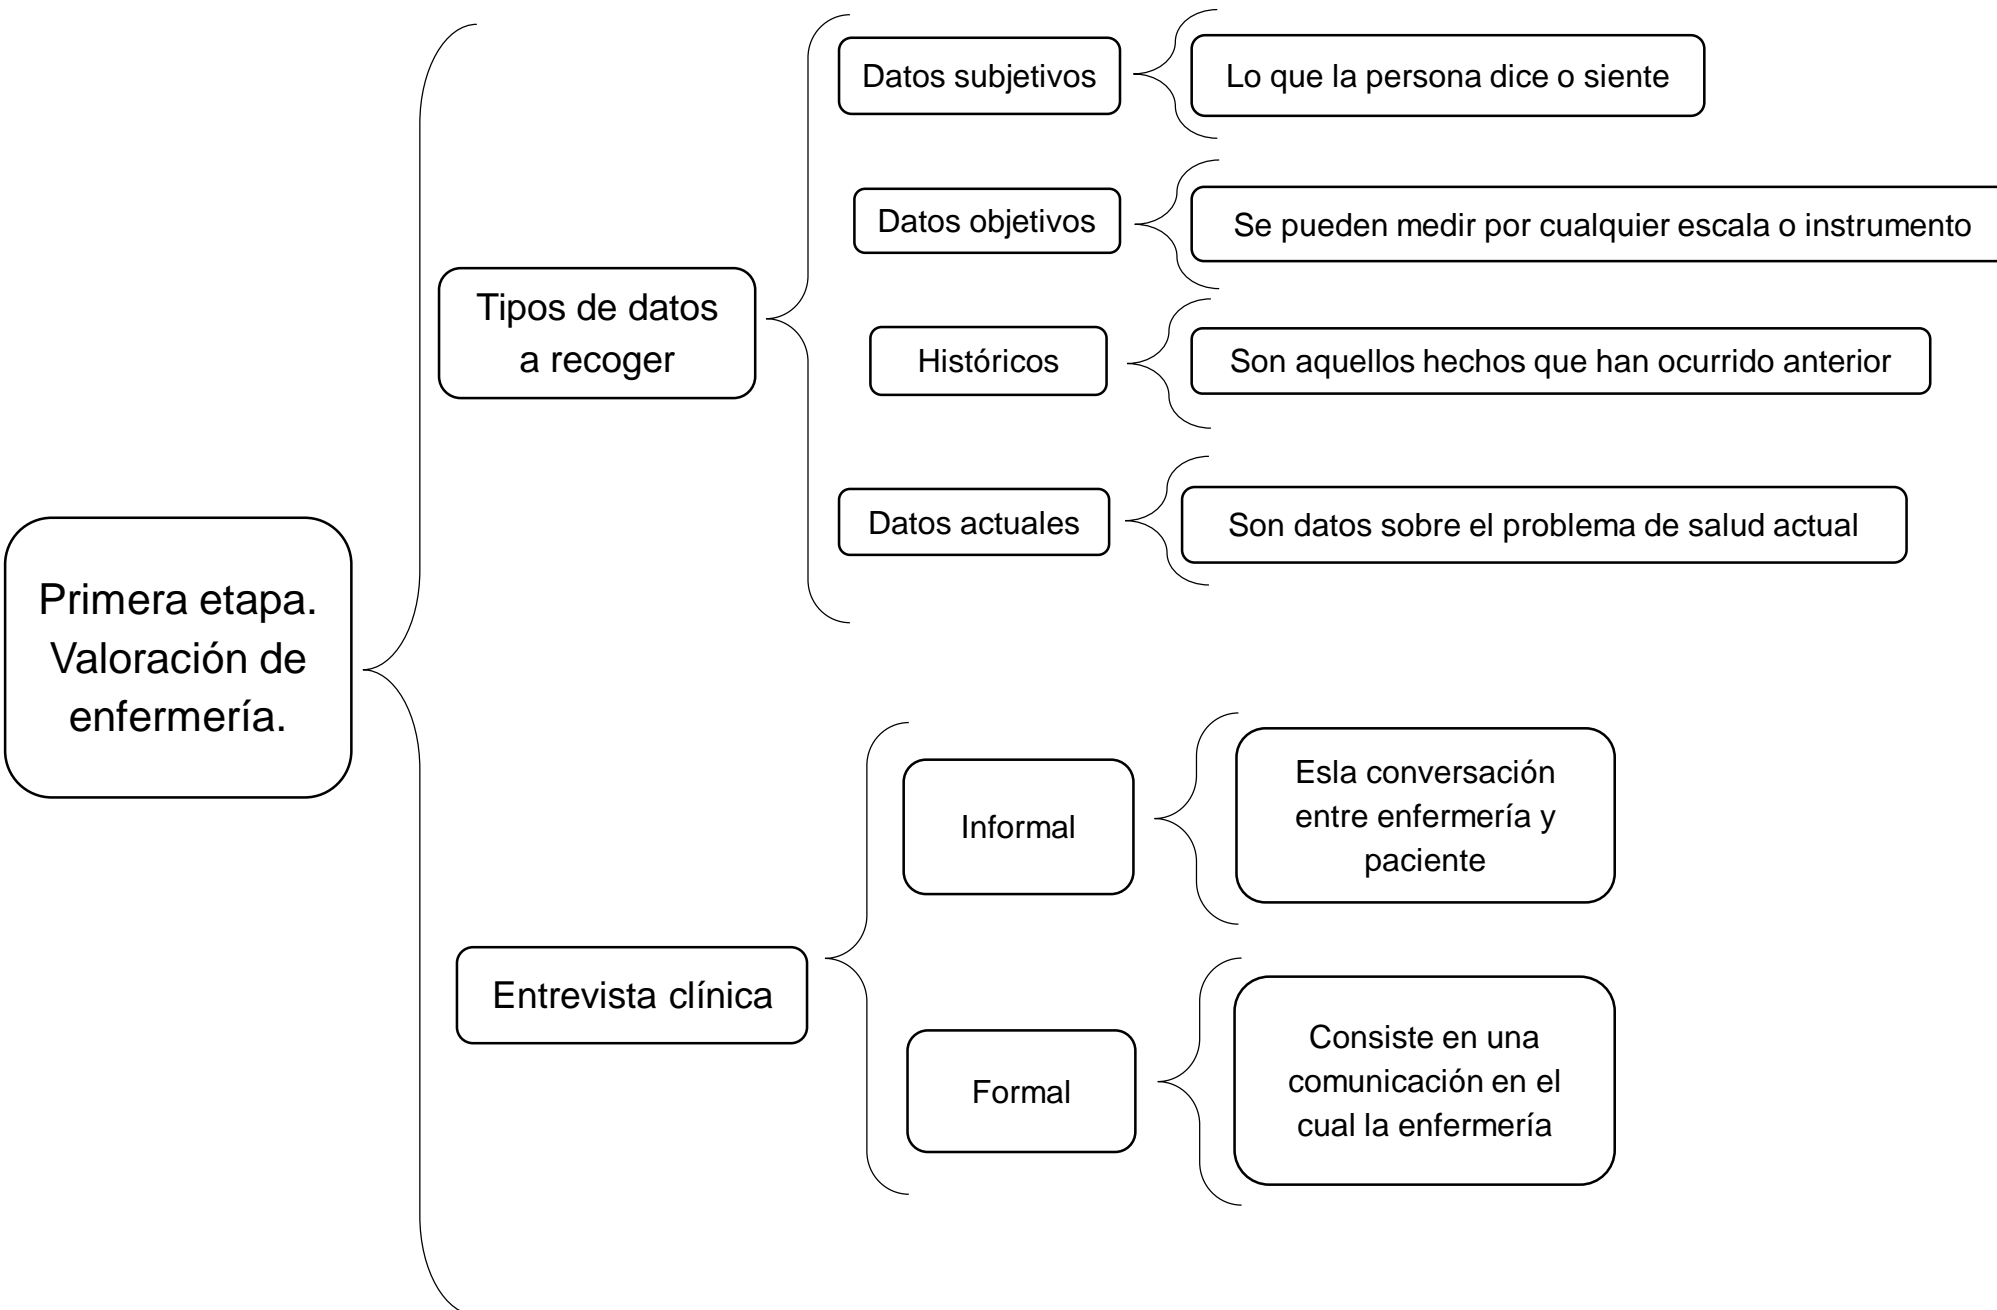 Primera etapa.
Valoración de
enfermería.
Tipos de datos
a recoger
Datos subjetivos
Lo que la persona dice o siente
Datos objetivos
Se pueden medir por cualquier escala o instrumento
Históricos
Son aquellos hechos que han ocurrido anterior
Datos actuales
Son datos sobre el problema de salud actual
Entrevista clínica
Informal
Esla conversación
entre enfermería y
paciente
Formal
Consiste en una
comunicación en el
cual la enfermería